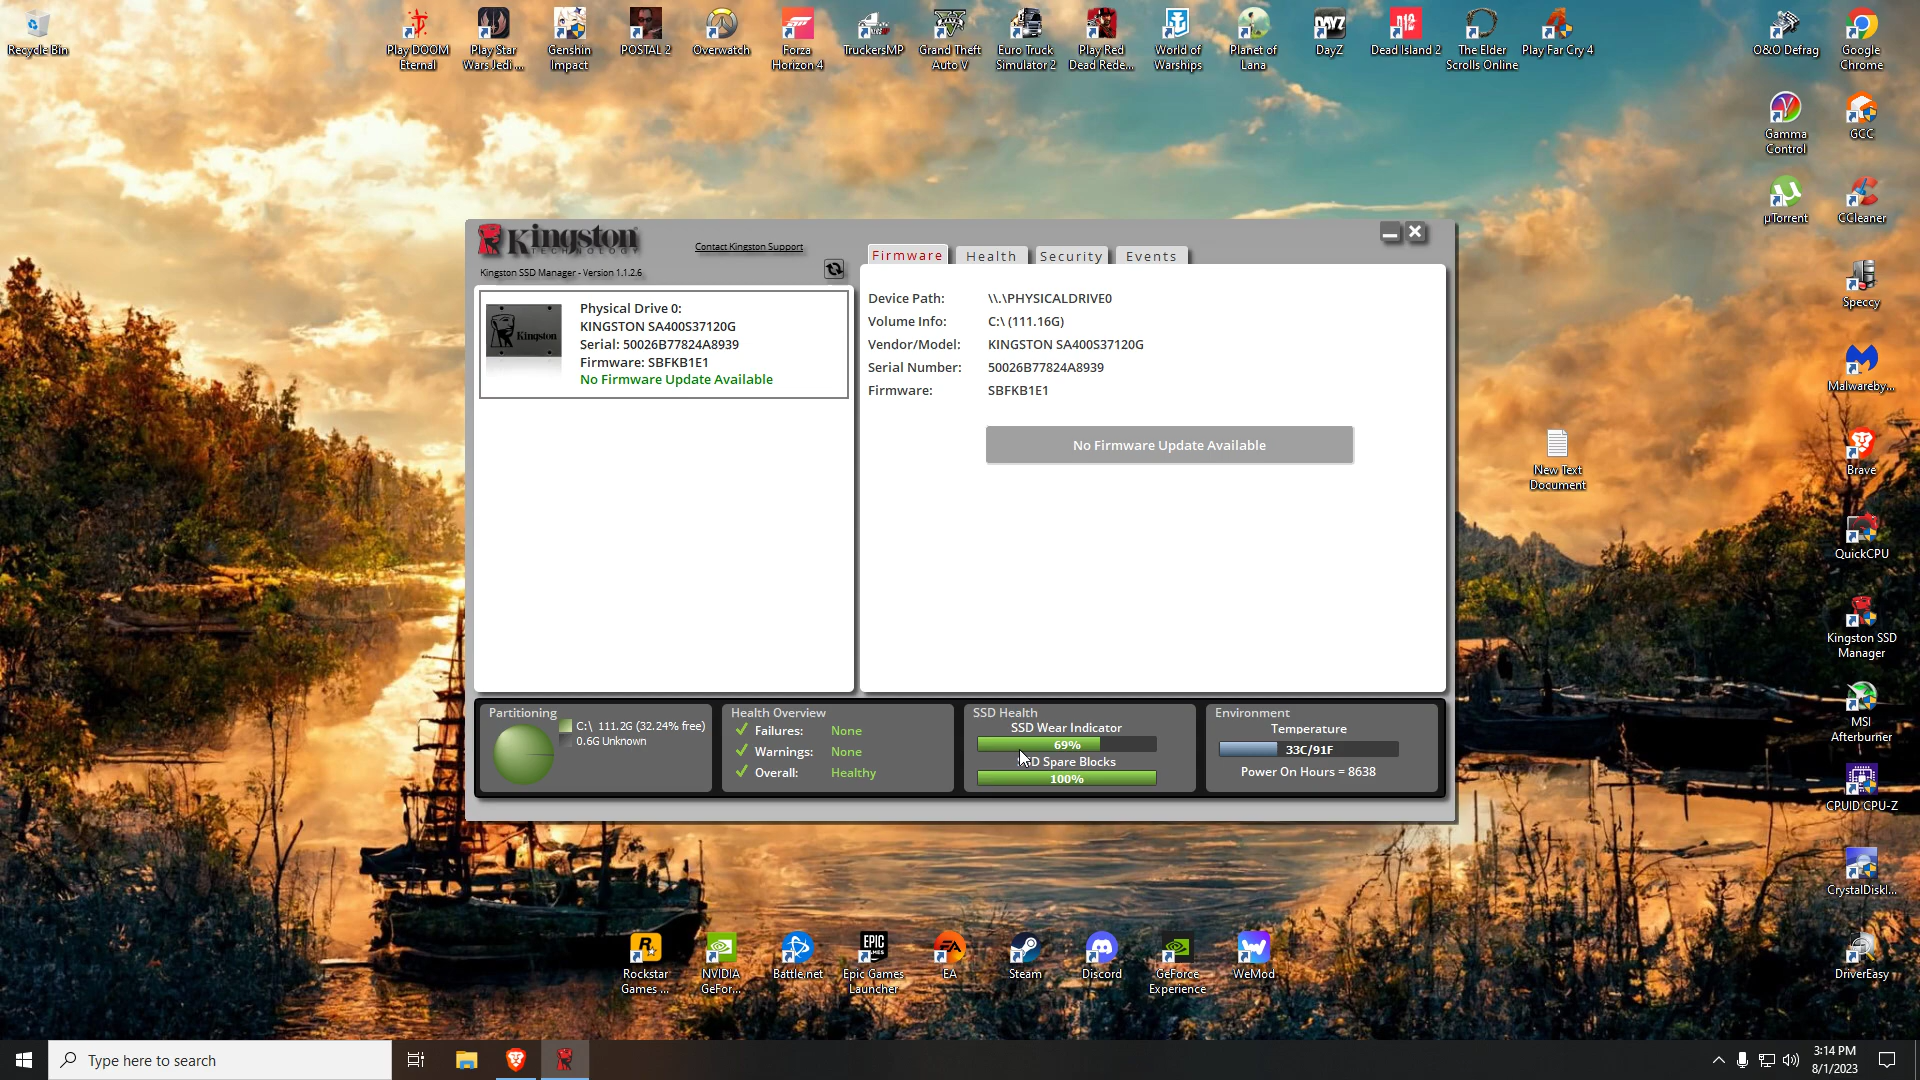 Recycle Bin
Play DOOM
Eternal
Play Star
Wars Jedi ...
Genshin
Impact
POSTAL 2
Overwatch
Forza
Horizon 4
TruckersMP
Grand Theft
Auto V
Euro Truck
Simulator 2
Play Red
Dead Rede...
World of
Warships
Planet of
Lana
DayZ
Dead Island 2
The Elder
Scrolls Online
Play Far Cry 4
O&O Defrag
Google
Chrome
Gamma
Control
GCC
µTorrent
CCleaner
Speccy
Malwareby...
New Text
Document
Brave
QuickCPU
Kingston SSD
Manager
MSI
Afterburner
CPUID CPU-Z
CrystalDiskI...
DriverEasy
Kingston
TECHNOLOGY
Contact Kingston Support
Kingston SSD Manager - Version 1.1.2.6
Firmware
Health
Security
Events
Kingston
Physical Drive 0:
KINGSTON SA400S37120G
Serial: 50026B77824A8939
Firmware: SBFKB1E1
No Firmware Update Available
Device Path: \\.\PHYSICALDRIVE0
Volume Info: C:\ (111.16G)
Vendor/Model: KINGSTON SA400S37120G
Serial Number: 50026B77824A8939
Firmware: SBFKB1E1
No Firmware Update Available
Partitioning
C:\ 111.2G (32.24% free)
0.6G Unknown
Health Overview
Failures: None
Warnings: None
Overall: Healthy
SSD Health
SSD Wear Indicator
69%
Spare Blocks
100%
Environment
Temperature
33C/91F
Power On Hours = 8638
Rockstar
Games ...
NVIDIA
GeFor...
Battle.net
EPIC
GAMES
Epic Games
Launcher
EA
EA
Steam
Discord
GeForce
Experience
WeMod
Type here to search
3:14 PM
8/1/2023